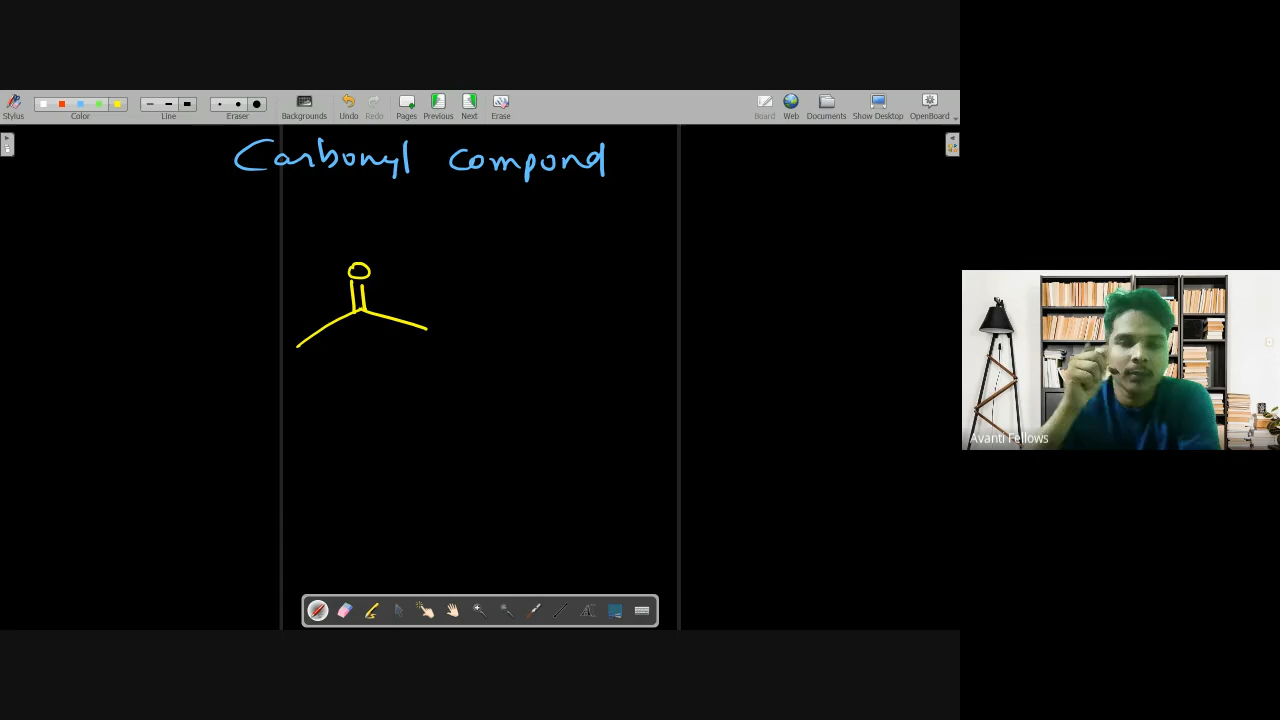 Stylus Color Line Eraser Backgrounds Undo Redo Pages Previous Next Erase Board Web Documents Show Desktop OpenBoard
Carbonyl compond
O
Avanti Fellows